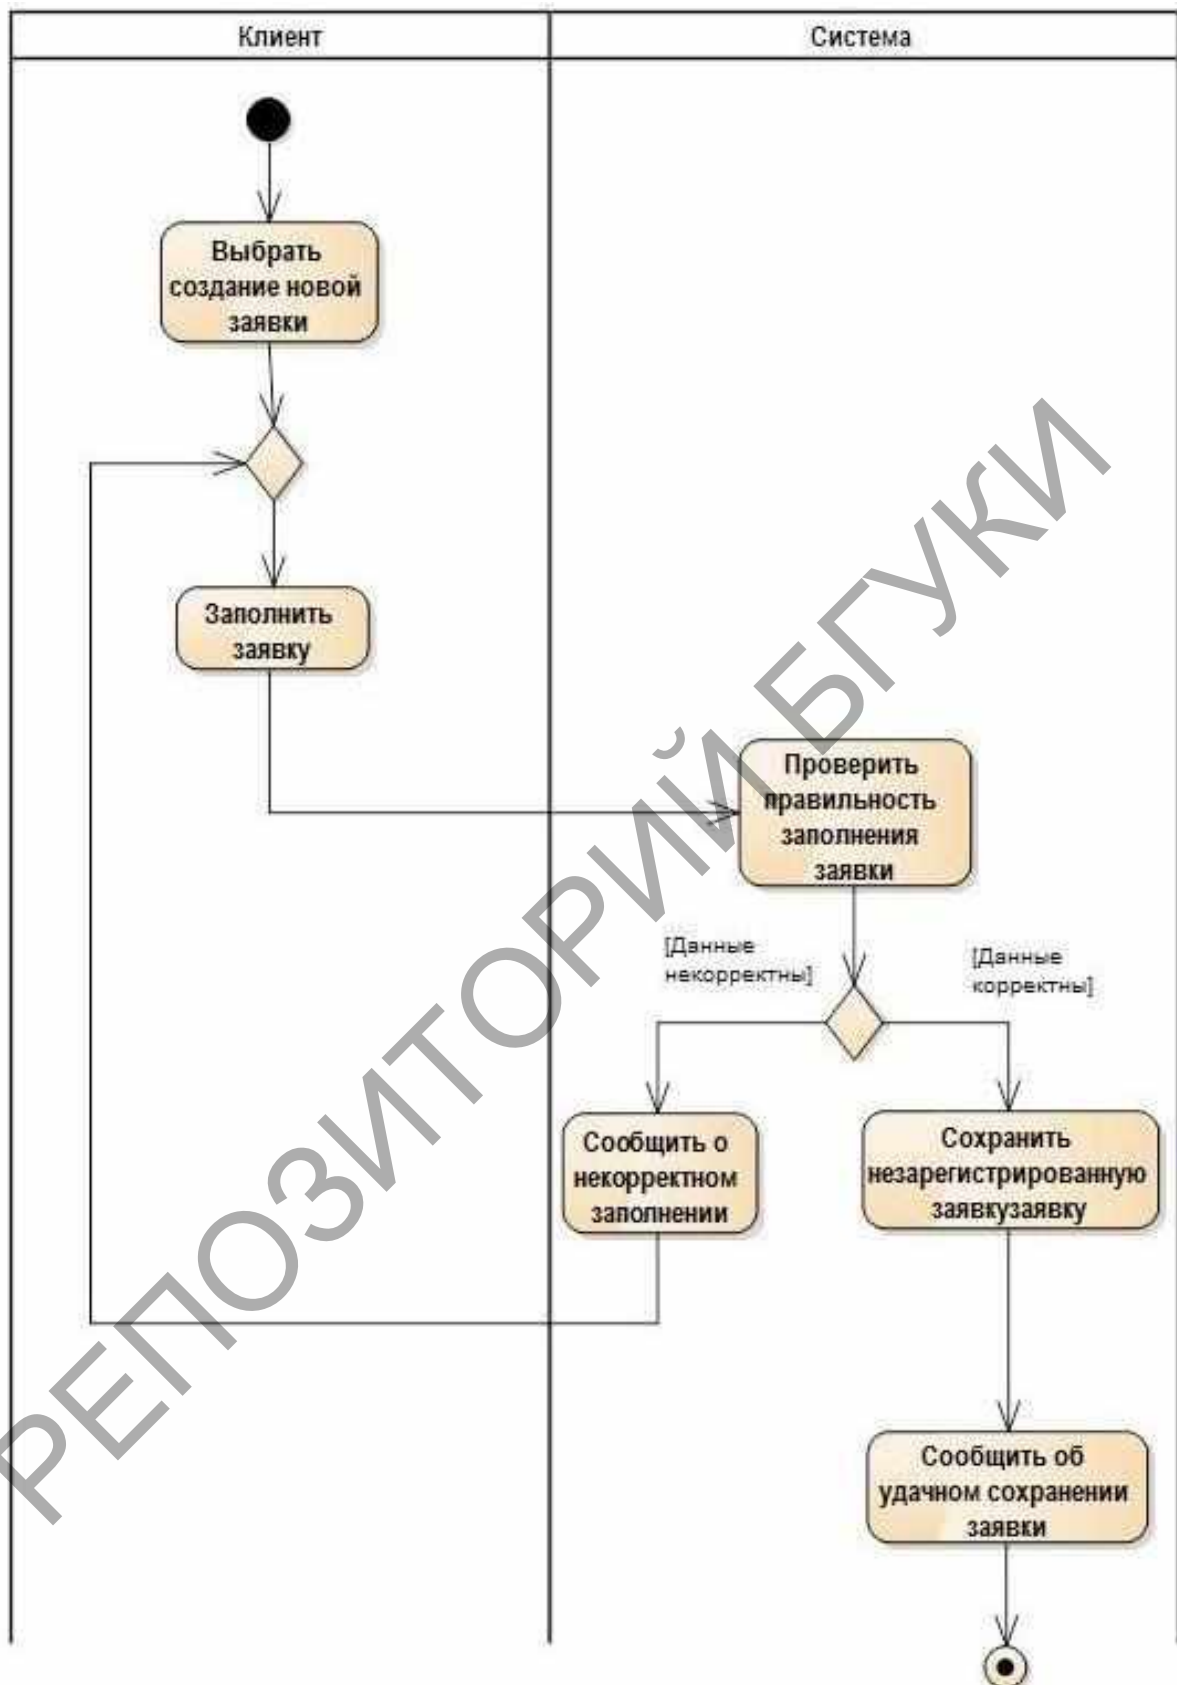 Клиент
Система
Выбрать
создание новой
заявки
Заполнить
заявку
Проверить
правильность
заполнения
заявки
[Данные
некорректны]
[Данные
корректны]
Сообщить о
некорректном
заполнении
Сохранить
незарегистрированную
заявкузаявку
Сообщить об
удачном сохранении
заявки
РЕПОЗИТОРИЙ БГУКИ